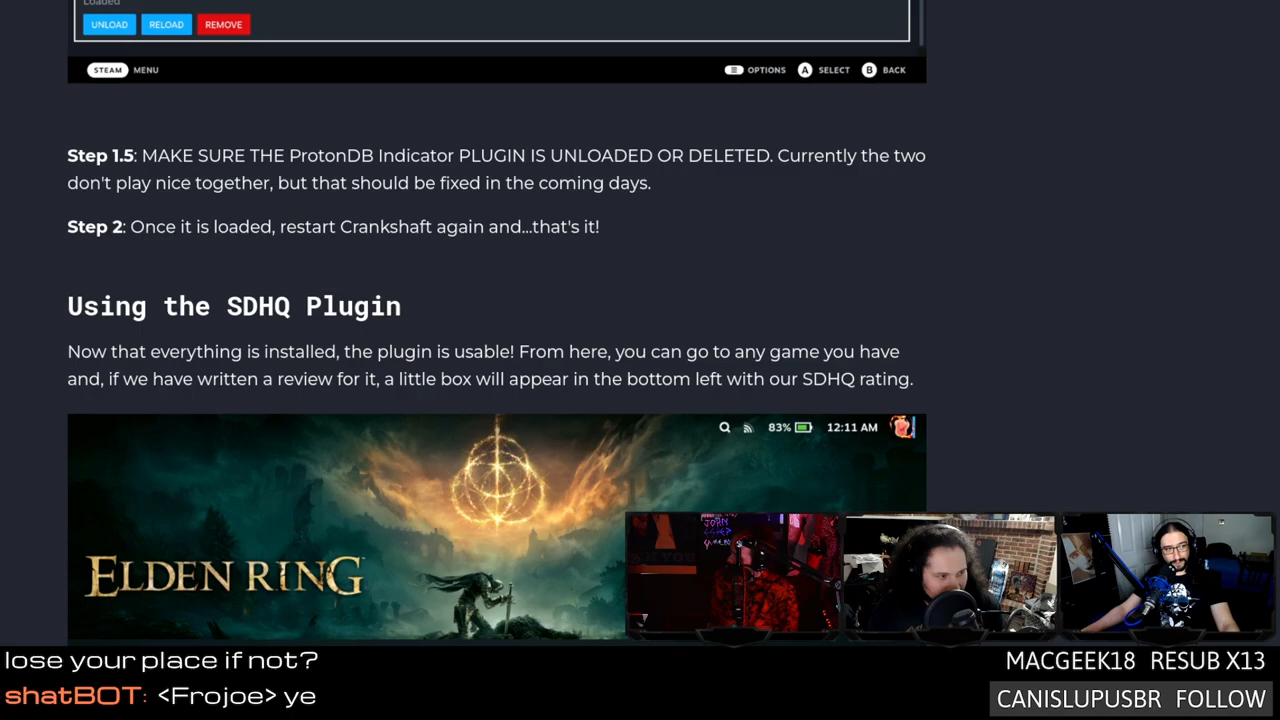 Loaded
UNLOAD RELOAD REMOVE
STEAM MENU OPTIONS A SELECT B BACK
Step 1.5: MAKE SURE THE ProtonDB Indicator PLUGIN IS UNLOADED OR DELETED. Currently the two
don't play nice together, but that should be fixed in the coming days.
Step 2: Once it is loaded, restart Crankshaft again and...that's it!
Using the SDHQ Plugin
Now that everything is installed, the plugin is usable! From here, you can go to any game you have
and, if we have written a review for it, a little box will appear in the bottom left with our SDHQ rating.
83% 12:11 AM
ELDEN RING
JOHN
lose your place if not?
shatBOT: <Frojoe> ye
MACGEEK18 RESUB X13
CANISLUPUSBR FOLLOW